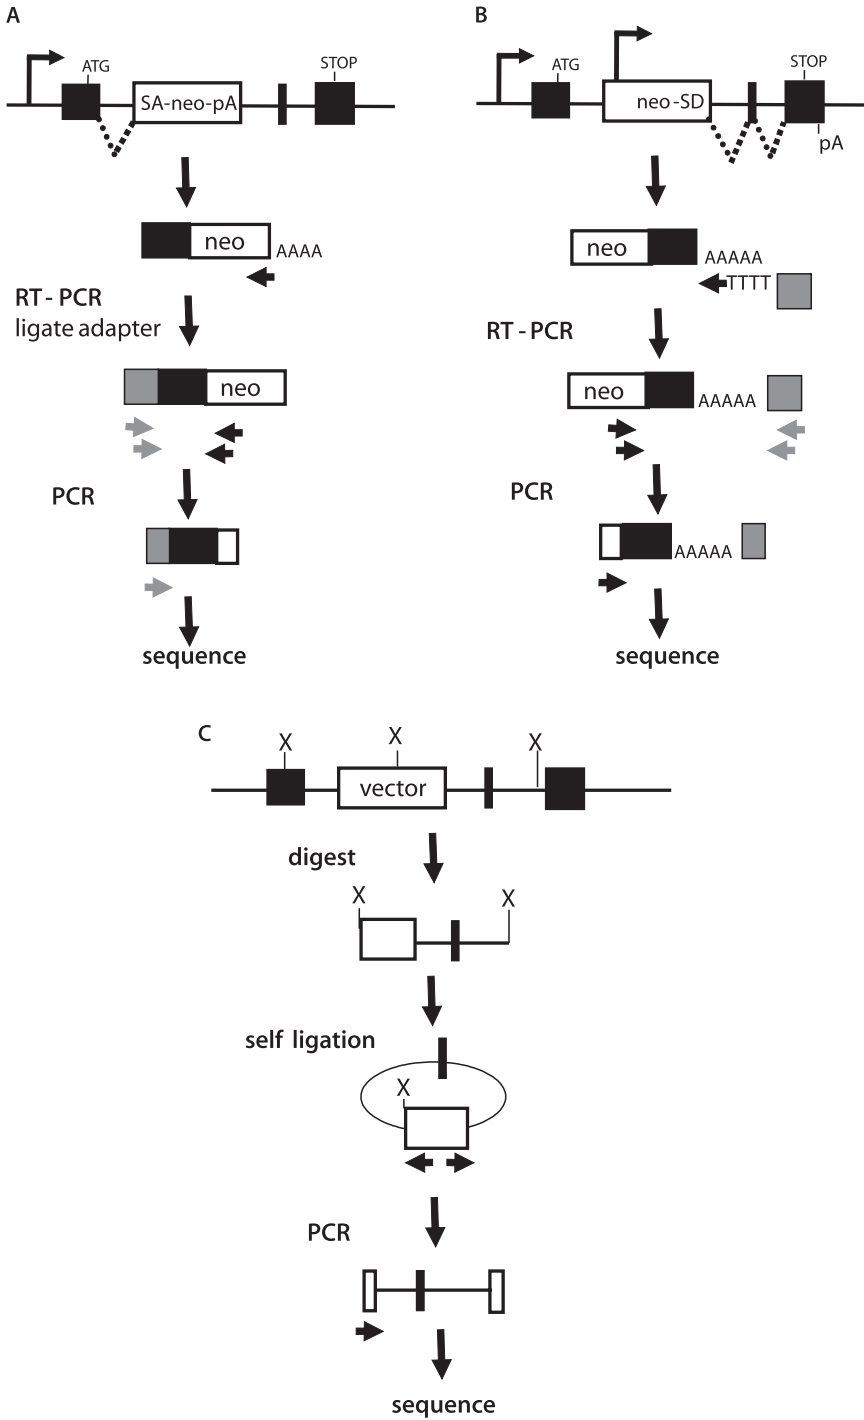 A
ATG
STOP
SA-neo-pA
neo
AAAA
RT - PCR
ligate adapter
neo
PCR
sequence
B
ATG
STOP
neo -SD
pA
neo
AAAAA
TTTT
RT - PCR
neo
AAAAA
PCR
AAAAA
sequence
C
X
X
X
vector
digest
X
X
self ligation
X
PCR
sequence